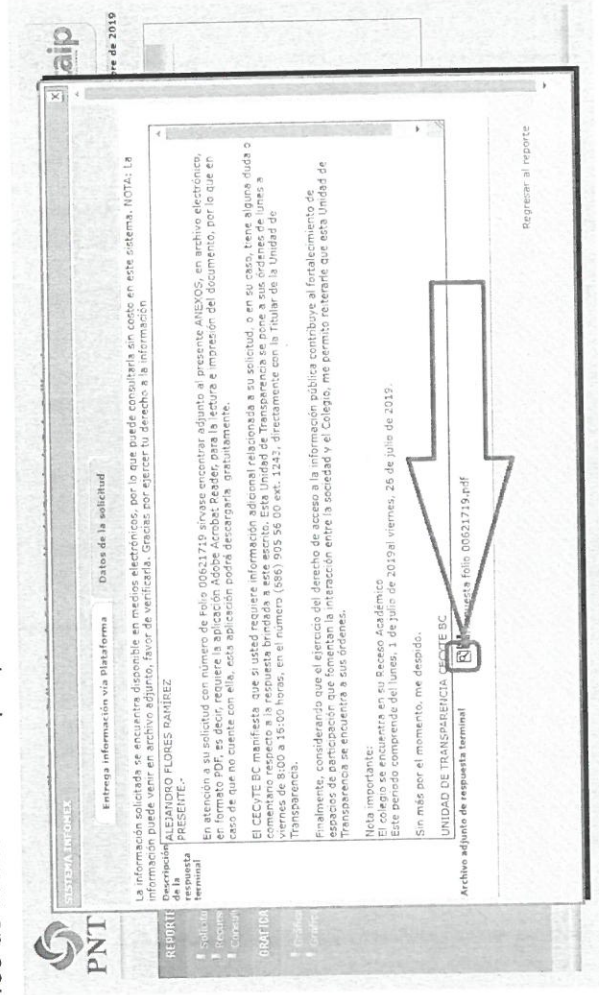 PNT
aip
re de 2019
SISTEMA INFOMEX
REPORTE
GRAFICA
Entrega información vía Plataforma
Datos de la solicitud
La información solicitada se encuentra disponible en medios electrónicos, por lo que puede consultarla sin costo en este sistema. NOTA: La
información puede venir en archivo adjunto, favor de verificarla. Gracias por ejercer tu derecho a la información
Descripción
de la
respuesta
terminal
ALEJANDRO FLORES RAMÍREZ
PRESENTE.-
En atención a su solicitud con número de Folio 00621719 sírvase encontrar adjunto al presente ANEXOS, en archivo electrónico,
en formato PDF, es decir, requiere la aplicación Adobe Acrobat Reader, para la lectura e impresión del documento, por lo que en
caso de que no cuente con ella, esta aplicación podrá descargarla gratuitamente.
El CECyTE BC manifiesta que si usted requiere información adicional relacionada a su solicitud, o en su caso, tiene alguna duda o
comentario respecto a la respuesta brindada a este escrito. Esta Unidad de Transparencia se pone a sus órdenes de lunes a
viernes de 8:00 a 16:00 horas, en el número (686) 905 56 00 ext. 1243, directamente con la Titular de la Unidad de
Transparencia.
Finalmente, considerando que el ejercicio del derecho de acceso a la información pública contribuye al fortalecimiento de
espacios de participación que fomentan la interacción entre la sociedad y el Colegio, me permito reiterarle que esta Unidad de
Transparencia se encuentra a sus órdenes.
Nota importante:
El colegio se encuentra en su Receso Académico
Este periodo comprende del lunes, 1 de julio de 2019al viernes, 26 de julio de 2019.
Sin más por el momento, me despido.
UNIDAD DE TRANSPARENCIA CECYTE BC
Archivo adjunto de respuesta terminal
uesta folio 00621719.pdf
Regresar al reporte